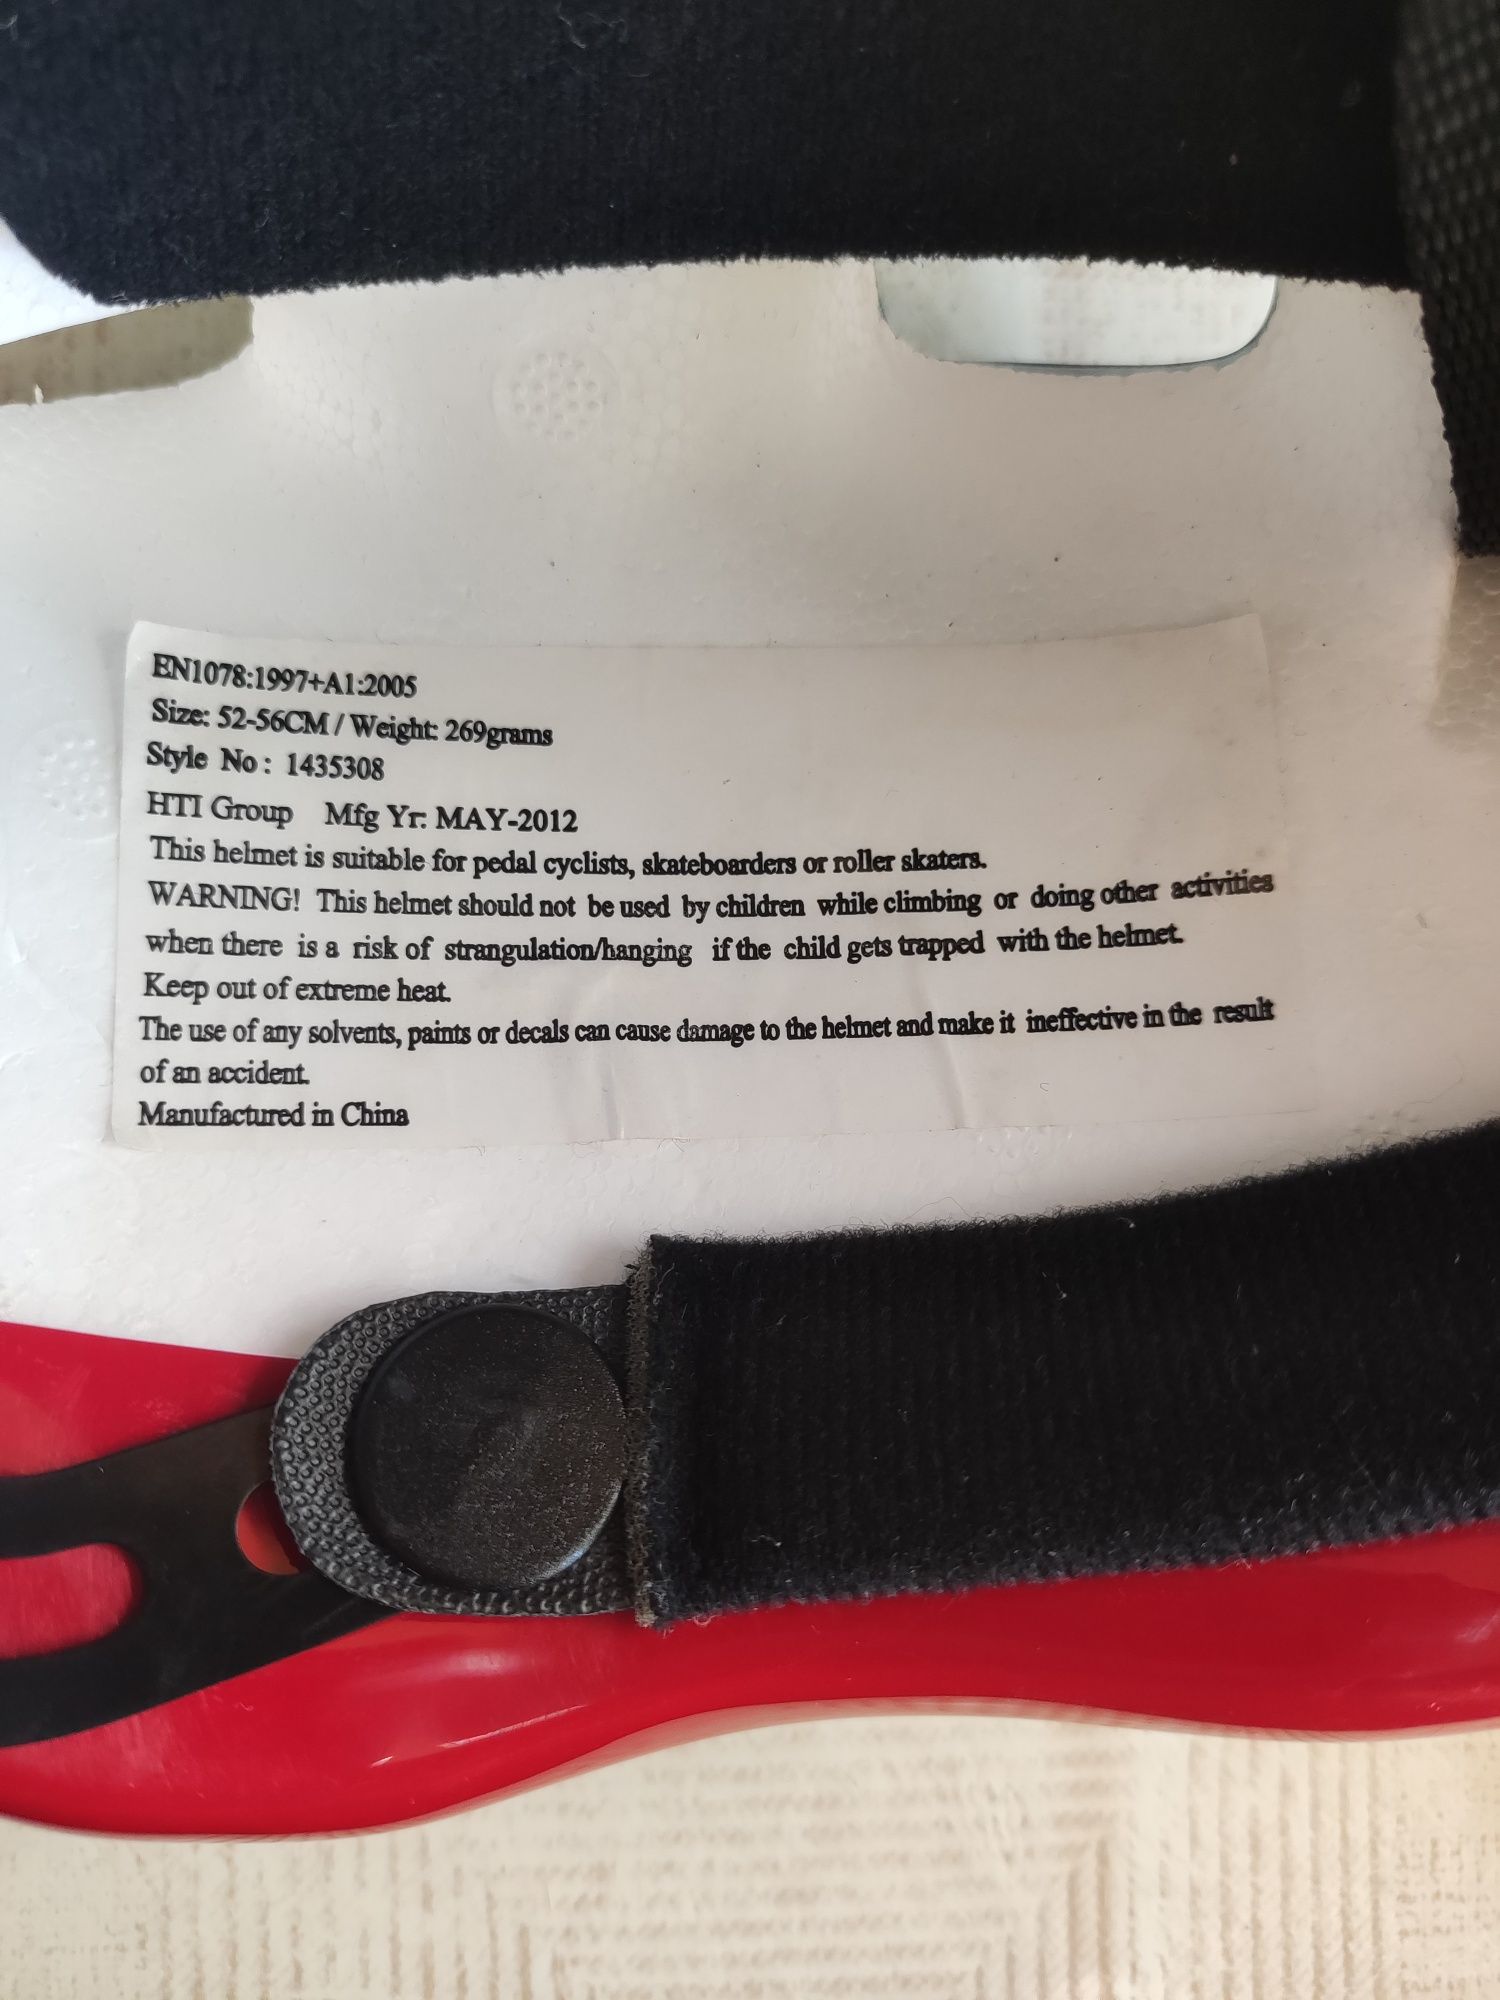 EN1078:1997+A1:2005
Size: 52-56CM / Weight: 269grams
Style No : 1435308
HTI Group Mfg Yr: MAY-2012
This helmet is suitable for pedal cyclists, skateboarders or roller skaters.
WARNING! This helmet should not be used by children while climbing or doing other activities
when there is a risk of strangulation/hanging if the child gets trapped with the helmet.
Keep out of extreme heat.
The use of any solvents, paints or decals can cause damage to the helmet and make it ineffective in the result
of an accident.
Manufactured in China